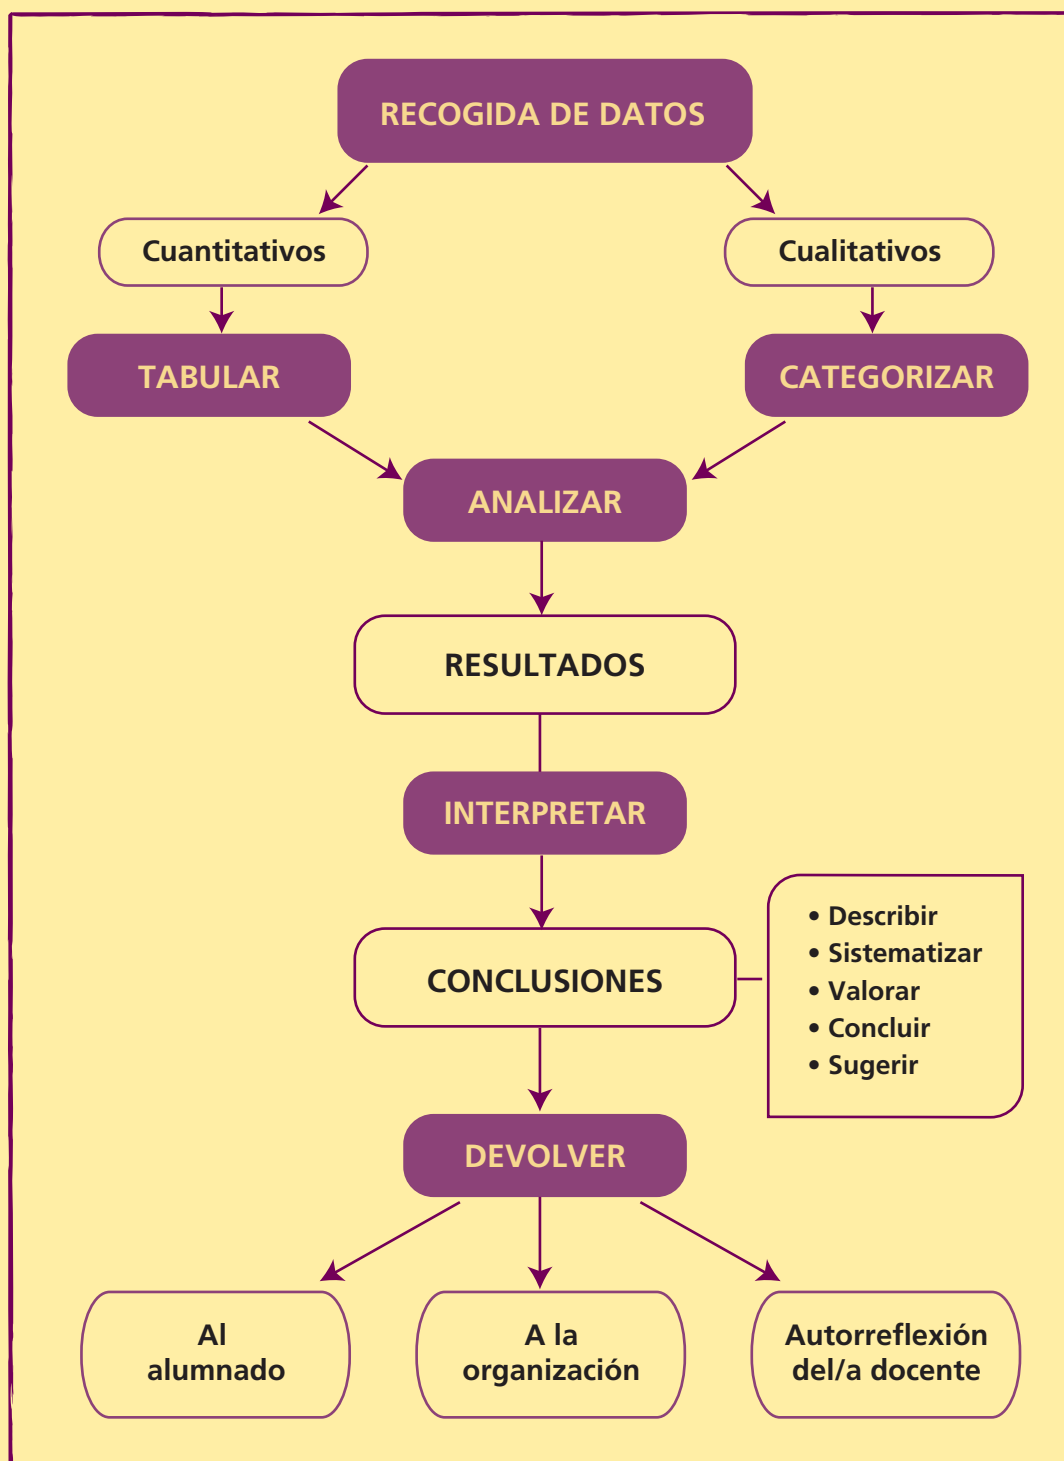 RECOGIDA DE DATOS
Cuantitativos
Cualitativos
TABULAR
CATEGORIZAR
ANALIZAR
RESULTADOS
INTERPRETAR
CONCLUSIONES
• Describir
• Sistematizar
• Valorar
• Concluir
• Sugerir
DEVOLVER
Al
alumnado
A la
organización
Autorreflexión
del/a docente